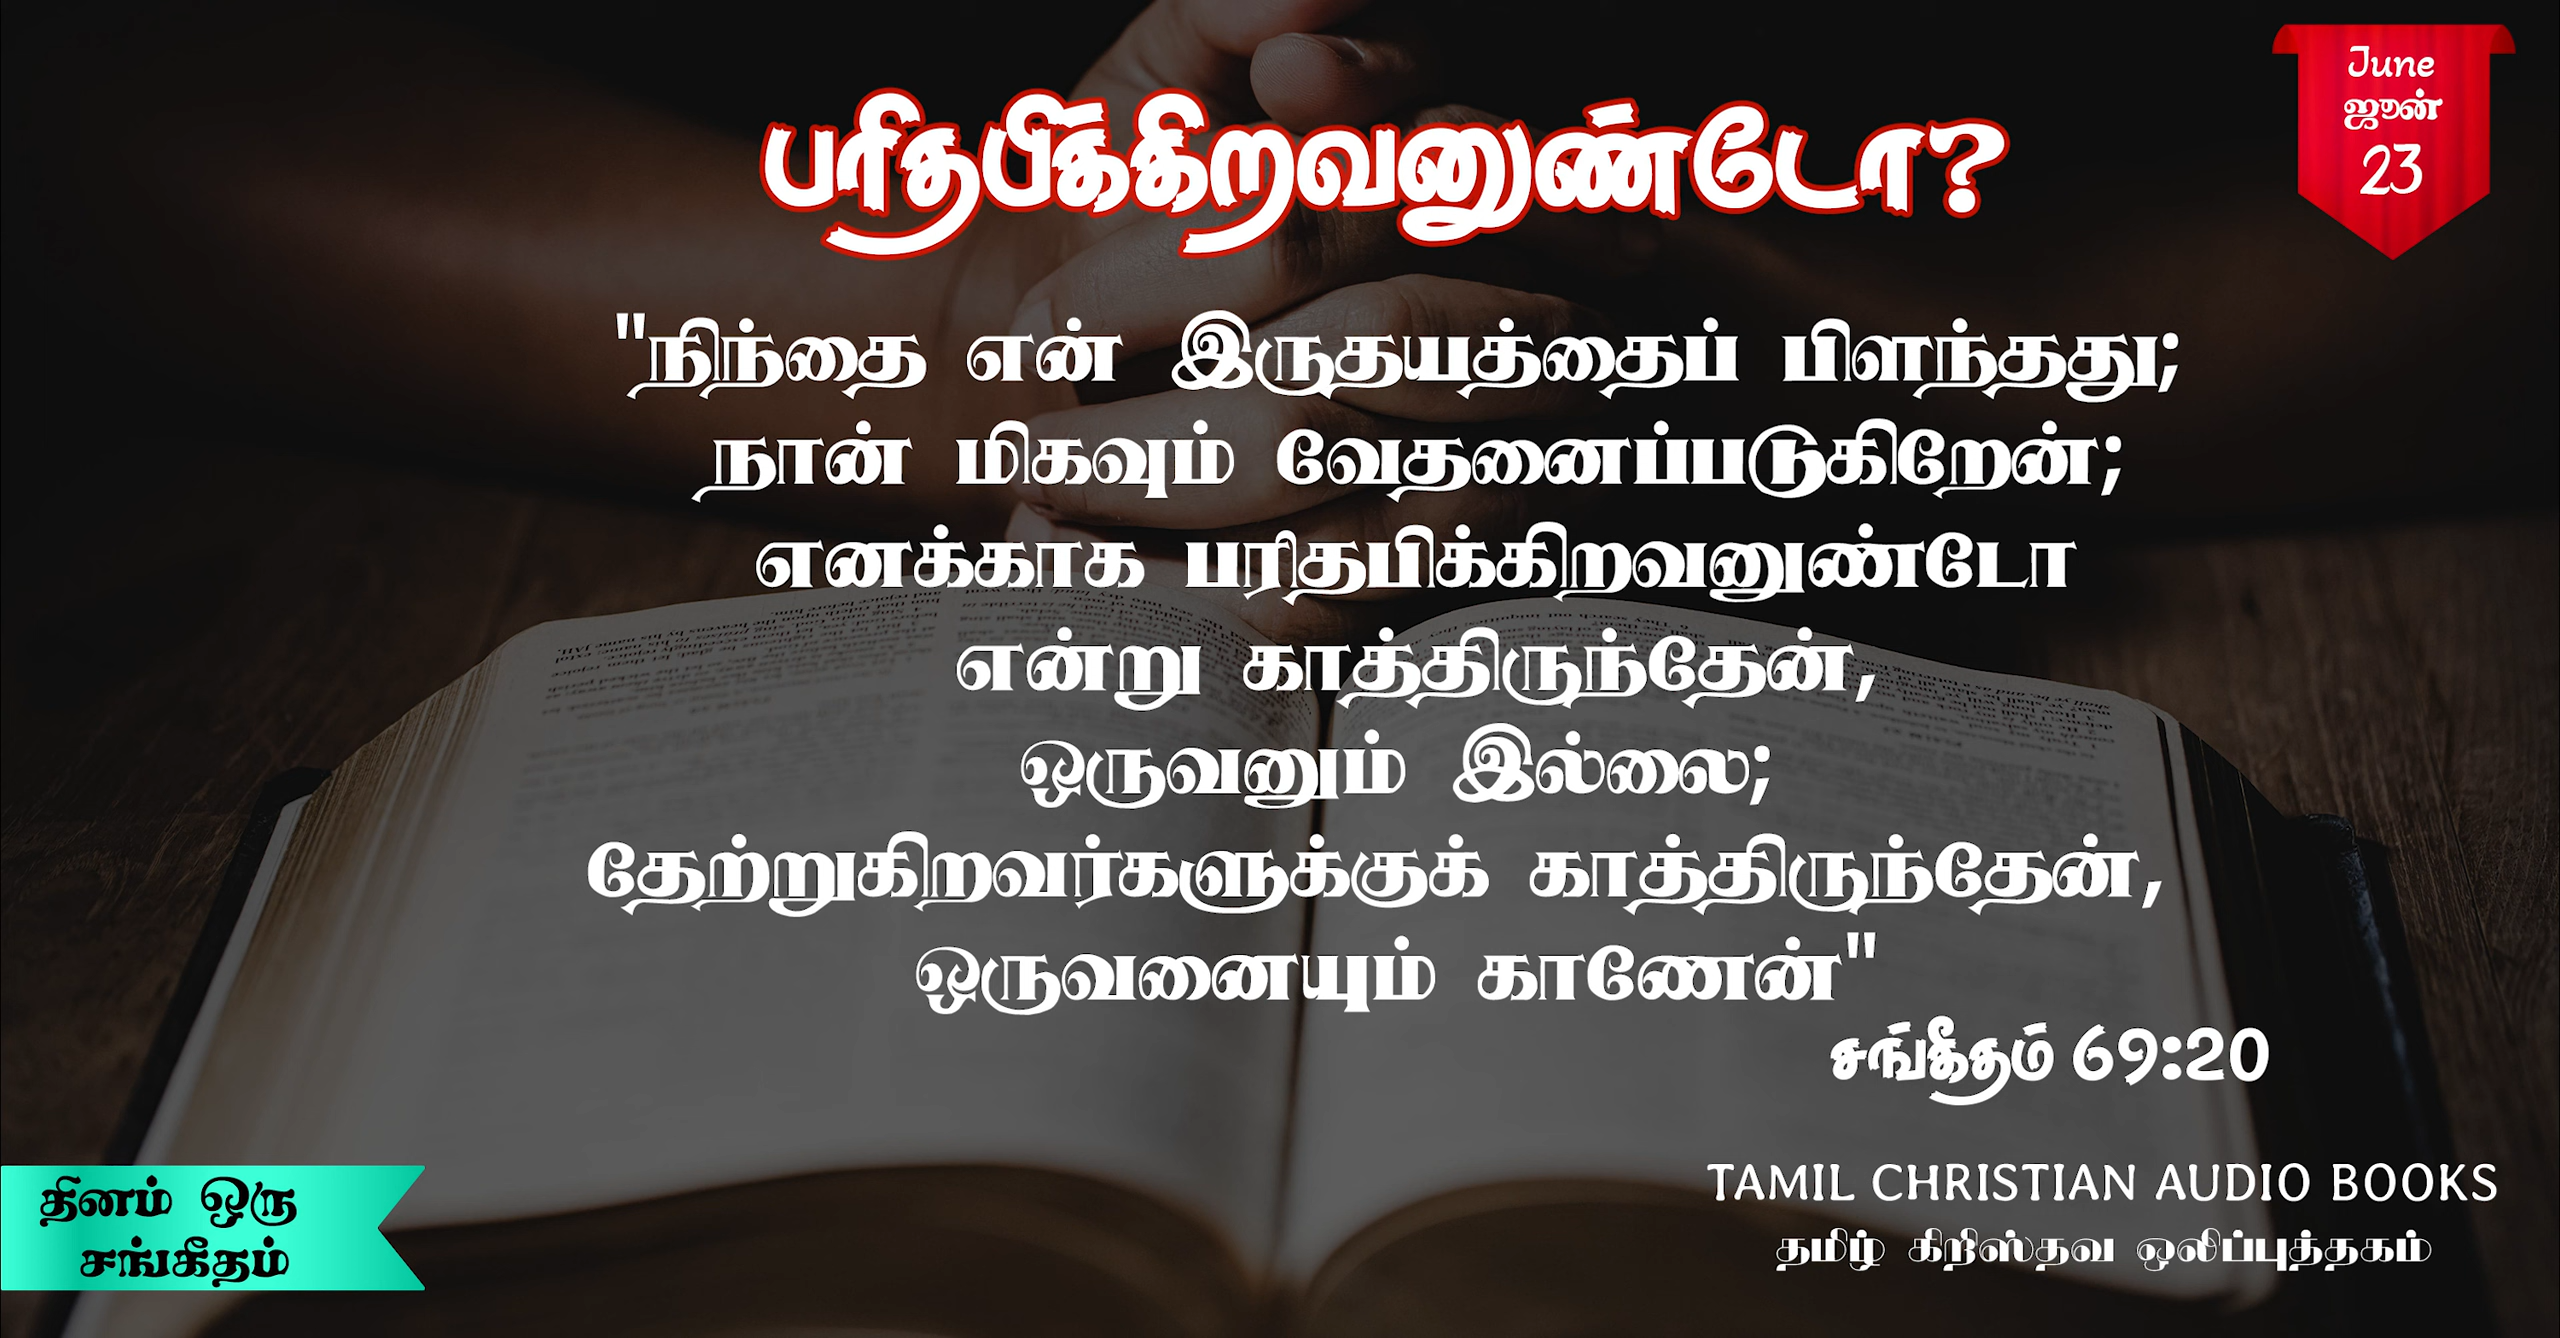 June
ஜூன்
23
பரிதபிக்கிறவனுண்டோ?
"நிந்தை என் இருதயத்தைப் பிளந்தது;
நான் மிகவும் வேதனைப்படுகிறேன்;
எனக்காக பரிதபிக்கிறவனுண்டோ
என்று காத்திருந்தேன்,
ஒருவனும் இல்லை;
தேற்றுகிறவர்களுக்குக் காத்திருந்தேன்,
ஒருவனையும் காணேன்"
சங்கீதம் 69:20
தினம் ஒரு
சங்கீதம்
TAMIL CHRISTIAN AUDIO BOOKS
தமிழ் கிறிஸ்தவ ஒலிப்புத்தகம்